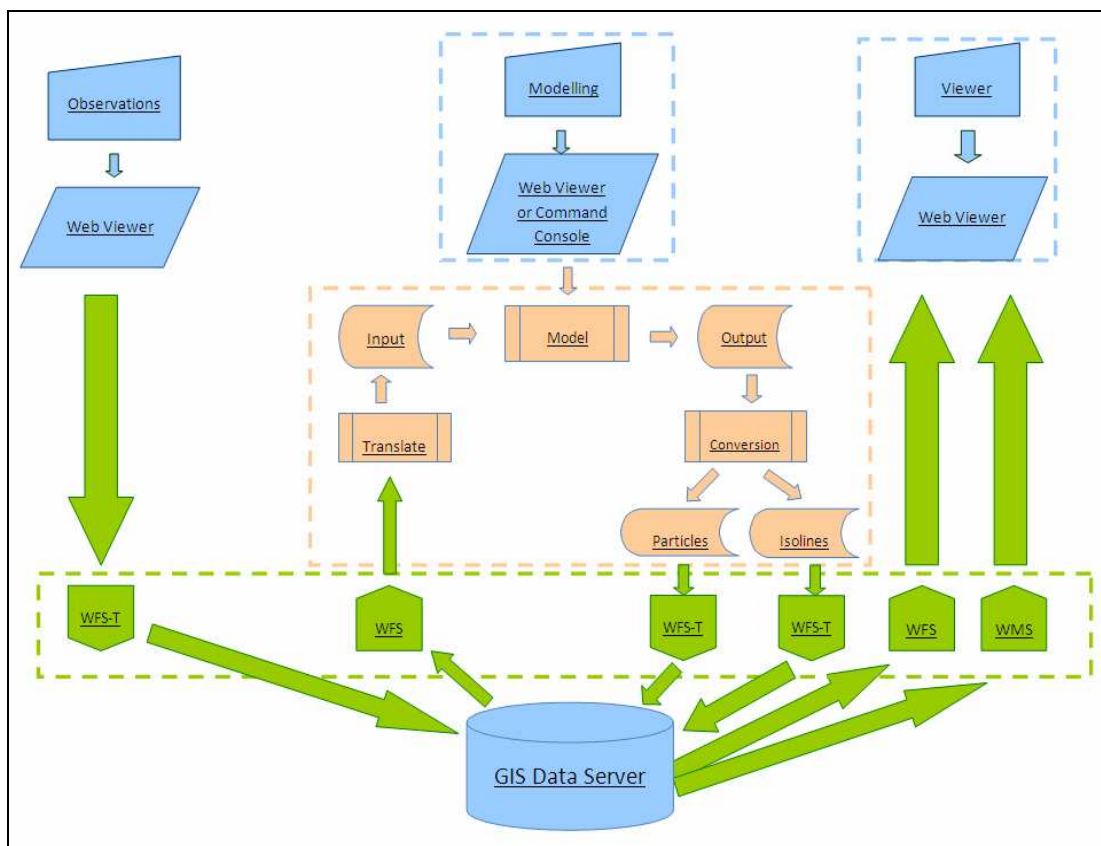 Observations
Modelling
Viewer
Web Viewer
Web Viewer
or Command
Console
Web Viewer
Input
Model
Output
Translate
Conversion
Particles
Isolines
WFS-T
WFS
WFS-T
WFS-T
WFS
WMS
GIS Data Server